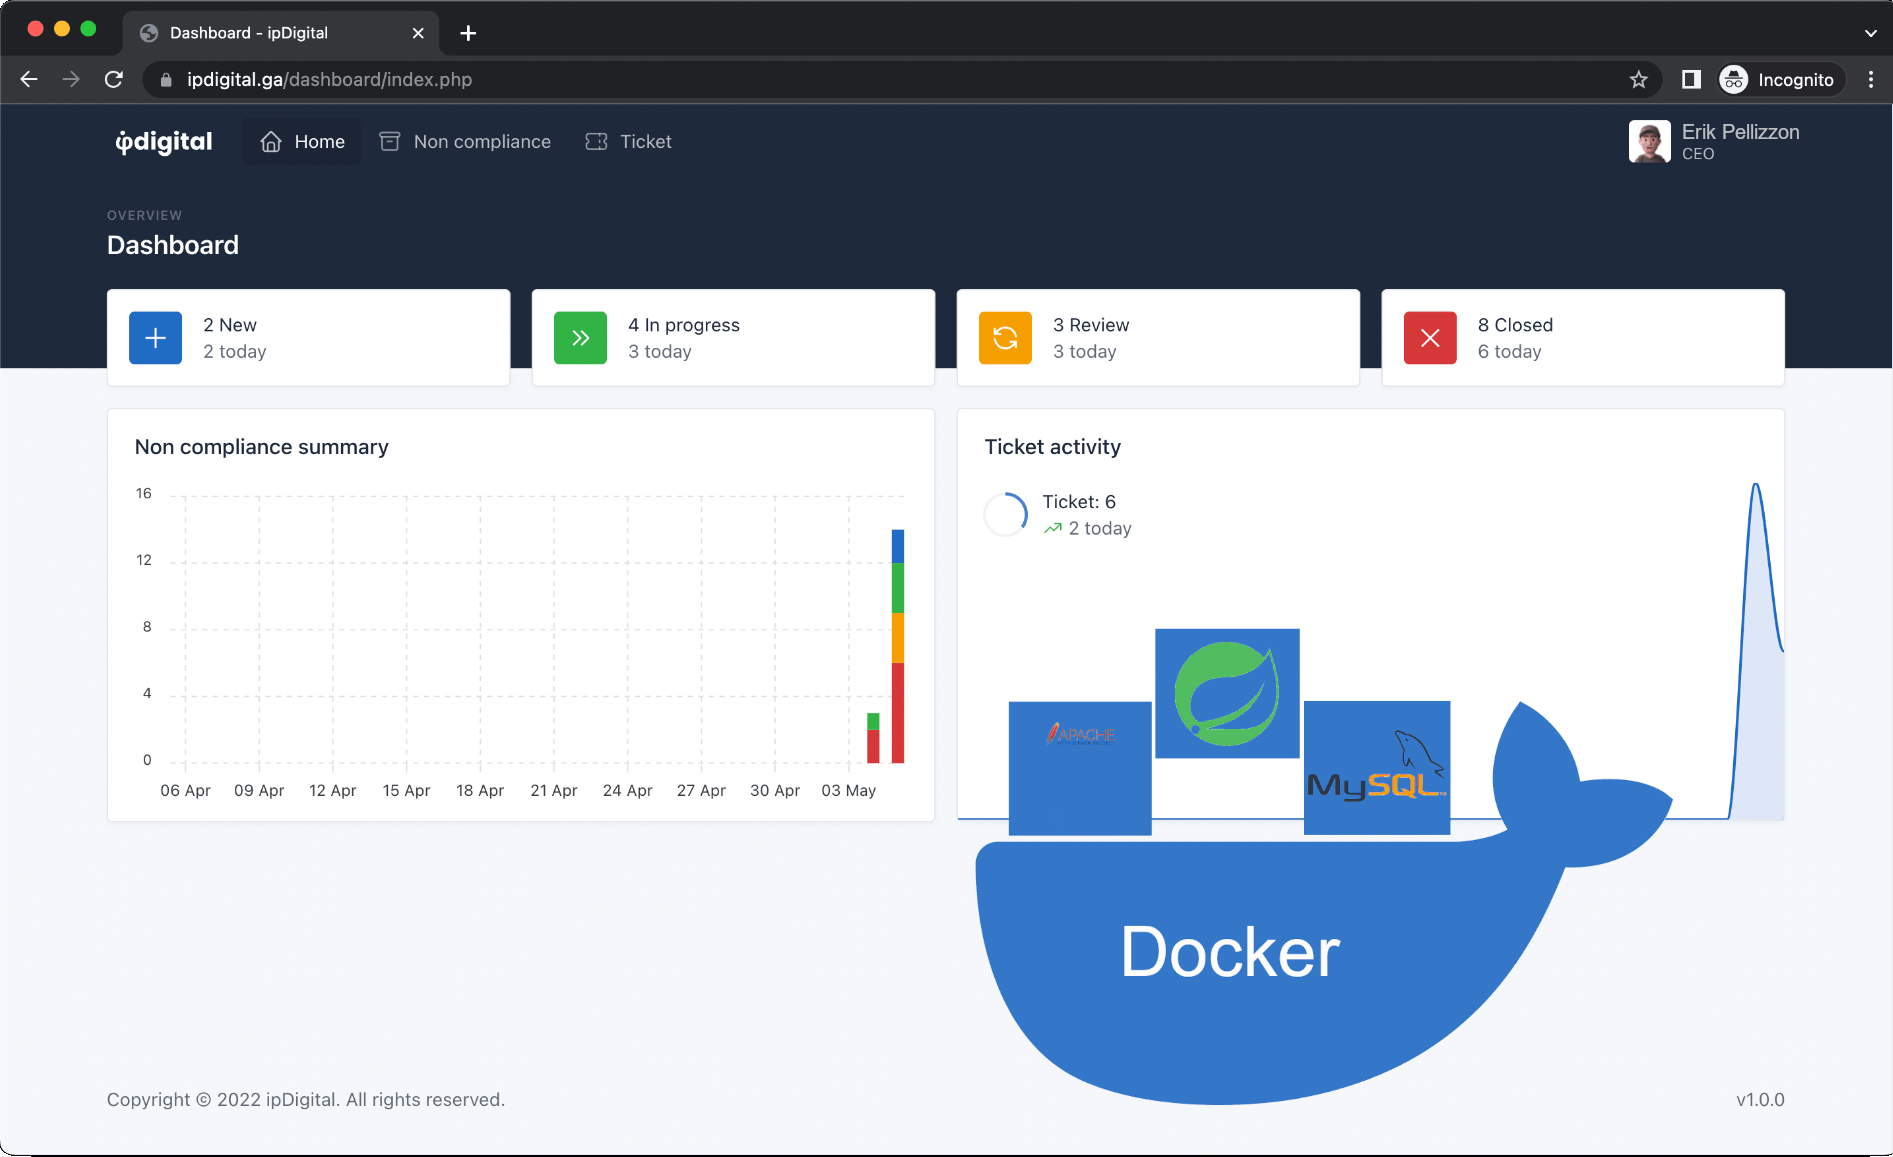 Dashboard - ipDigital
ipdigital.ga/dashboard/index.php
Incognito
ipdigital
Home
Non compliance
Ticket
Erik Pellizzon
CEO
OVERVIEW
Dashboard
2 New
2 today
4 In progress
3 today
3 Review
3 today
8 Closed
6 today
Non compliance summary
16
12
8
4
0
06 Apr
09 Apr
12 Apr
15 Apr
18 Apr
21 Apr
24 Apr
27 Apr
30 Apr
03 May
Ticket activity
Ticket: 6
2 today
APACHE
MySQL
Docker
Copyright © 2022 ipDigital. All rights reserved.
v1.0.0